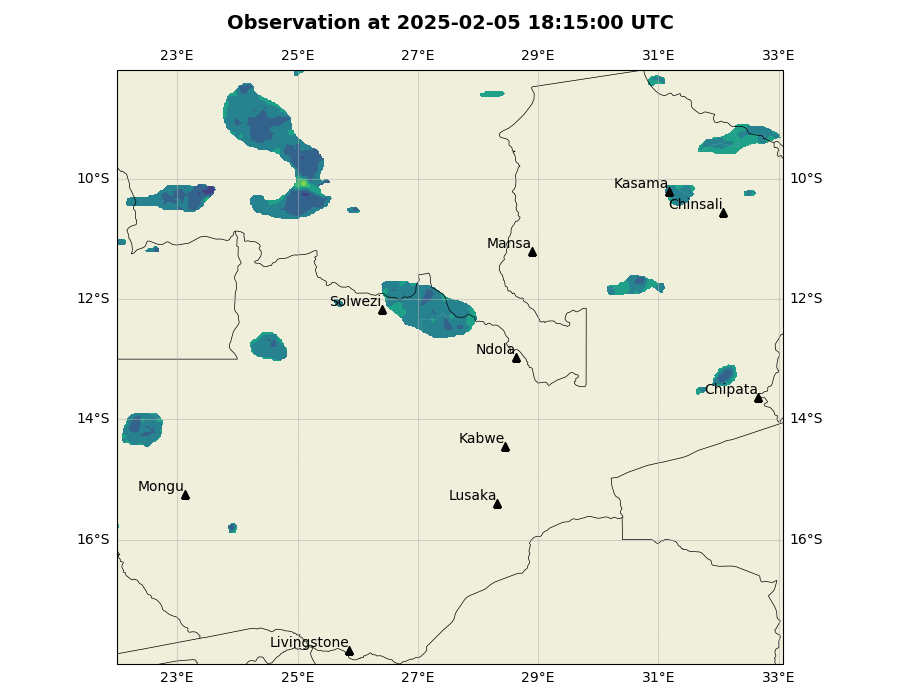 Observation at 2025-02-05 18:15:00 UTC
23°E 25°E 27°E 29°E 31°E 33°E
10°S 10°S
Kasama
Chinsali
Mansa
12°S 12°S
Solwezi
Ndola
Chipata
14°S 14°S
Kabwe
Mongu
Lusaka
16°S 16°S
Livingstone
23°E 25°E 27°E 29°E 31°E 33°E